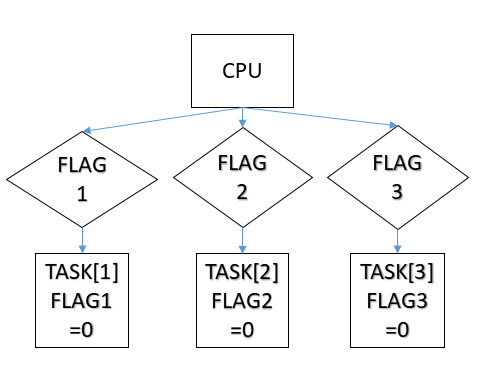 CPU
FLAG
1
FLAG
2
FLAG
3
TASK[1]
FLAG1
=0
TASK[2]
FLAG2
=0
TASK[3]
FLAG3
=0